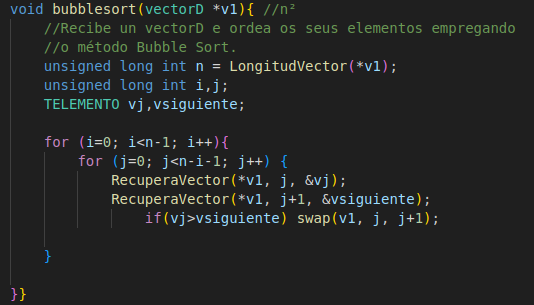 void bubblesort(vectorD *v1){ //n²
//Recibe un vectorD e ordea os seus elementos empregando
//o método Bubble Sort.
unsigned long int n = LongitudVector(*v1);
unsigned long int i,j;
TELEMENTO vj,vsiguiente;
for (i=0; i<n-1; i++){
for (j=0; j<n-i-1; j++) {
RecuperaVector(*v1, j, &vj);
RecuperaVector(*v1, j+1, &vsiguiente);
if(vj>vsiguiente) swap(v1, j, j+1);
}
}}